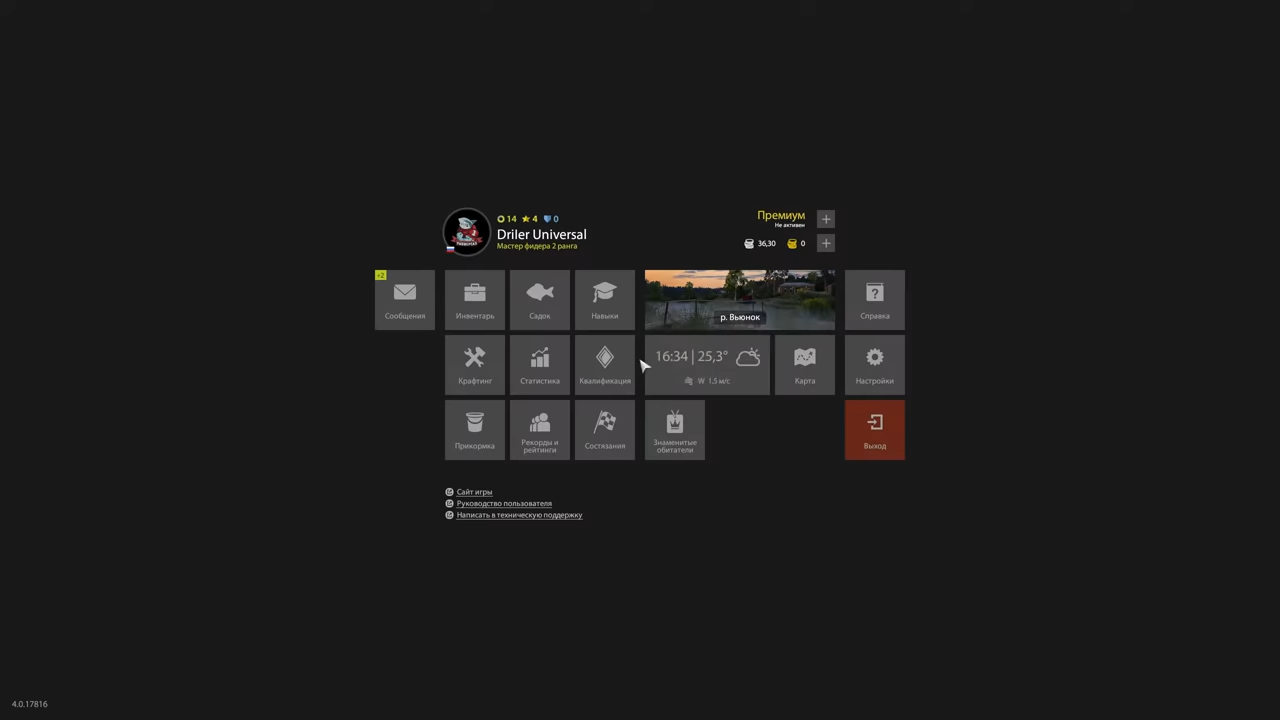 14 4 0
Driler Universal
Мастер фидера 2 ранга
Премиум
Не активен
36,30 0
+2
Сообщения
Инвентарь
Садок
Навыки
р. Вьюнок
Справка
Крафтинг
Статистика
Квалификация
16:34 | 25,3°
W 1,5 м/с
Карта
Настройки
Прикормка
Рекорды и
рейтинги
Состязания
Знаменитые
обитатели
Выход
Сайт игры
Руководство пользователя
Написать в техническую поддержку
4.0.17816